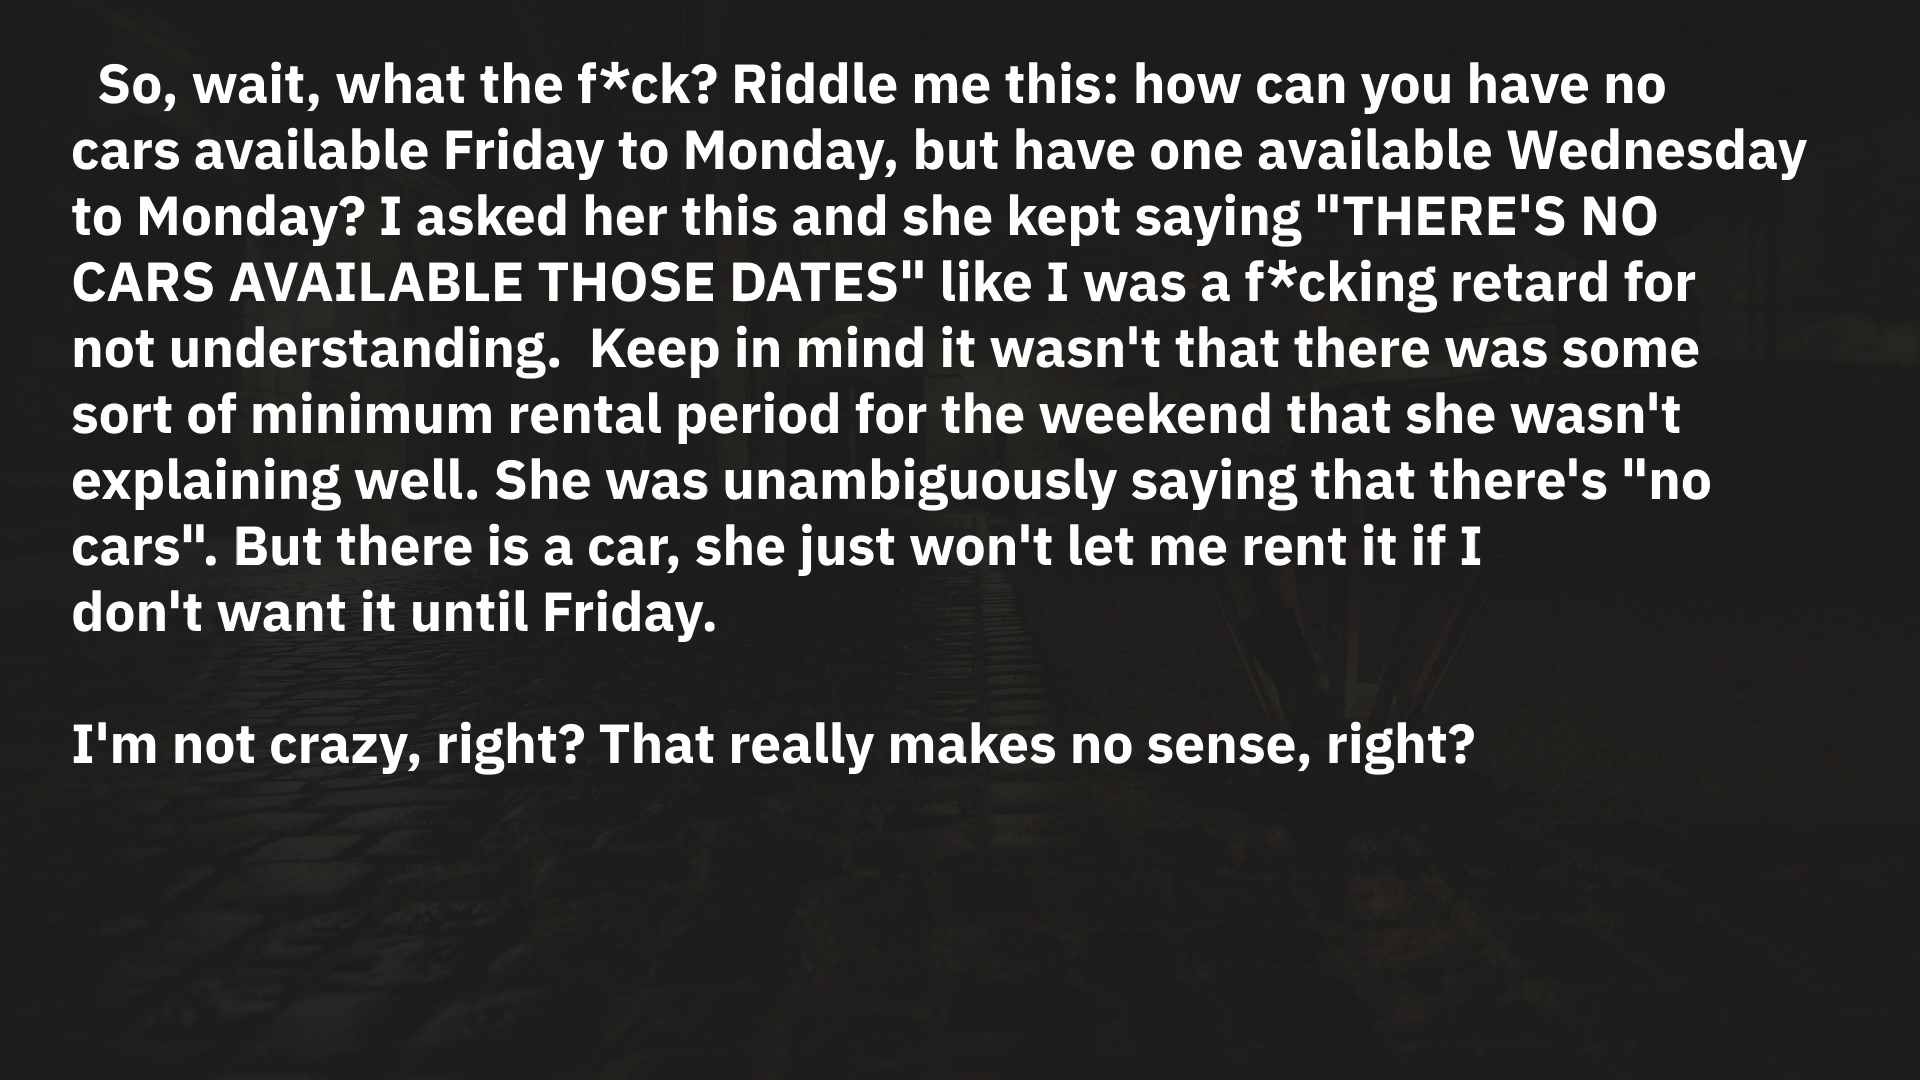 So, wait, what the f*ck? Riddle me this: how can you have no
cars available Friday to Monday, but have one available Wednesday
to Monday? I asked her this and she kept saying "THERE'S NO
CARS AVAILABLE THOSE DATES" like I was a f*cking retard for
not understanding.  Keep in mind it wasn't that there was some
sort of minimum rental period for the weekend that she wasn't
explaining well. She was unambiguously saying that there's "no
cars". But there is a car, she just won't let me rent it if I
don't want it until Friday.

I'm not crazy, right? That really makes no sense, right?